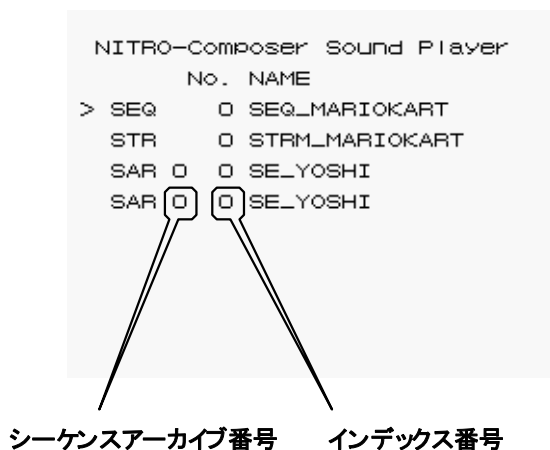 NITRO-Composer Sound Player
No. NAME
> SEQ 0 SEQ_MARIOKART
STR 0 STRM_MARIOKART
SAR 0 0 SE_YOSHI
SAR 0 0 SE_YOSHI
シーケンスアーカイブ番号 インデックス番号